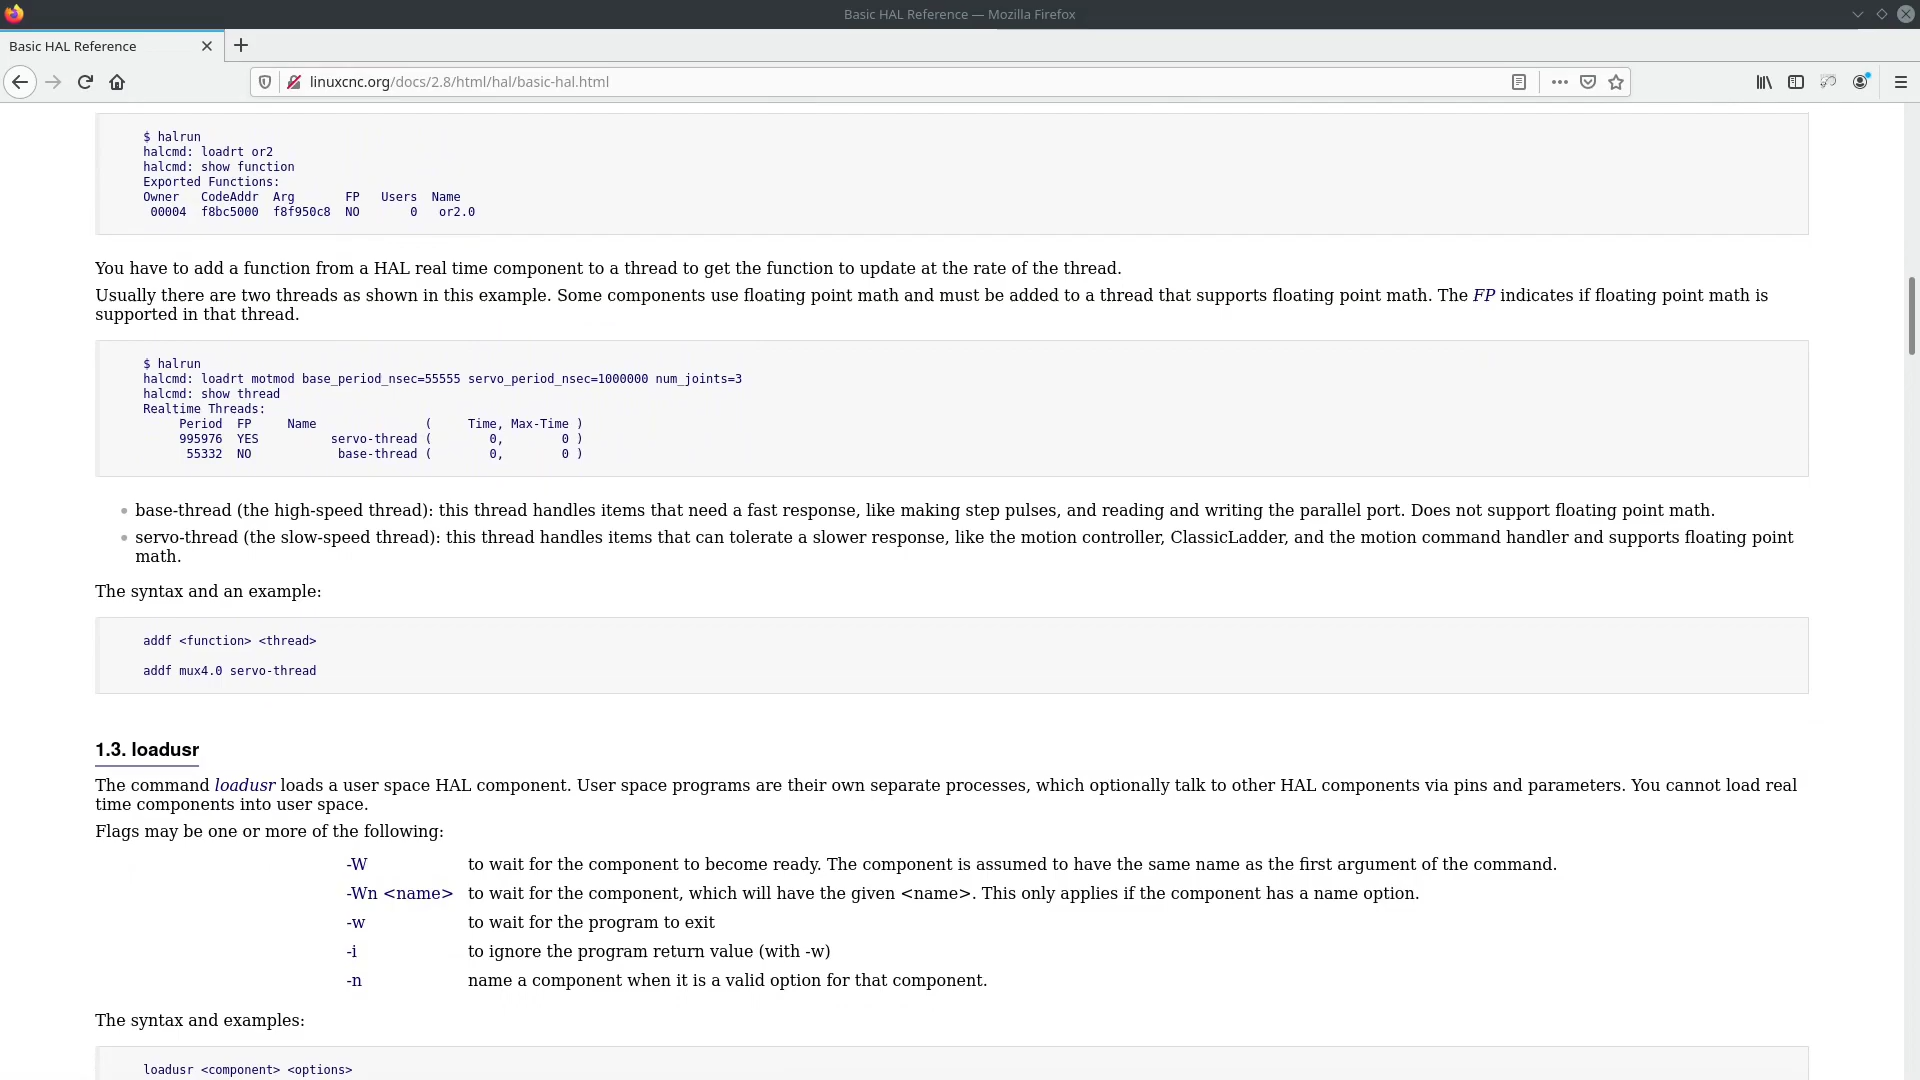 Basic HAL Reference — Mozilla Firefox
Basic HAL Reference
linuxcnc.org/docs/2.8/html/hal/basic-hal.html
$ halrun
halcmd: loadrt or2
halcmd: show function
Exported Functions:
Owner   CodeAddr  Arg       FP   Users  Name
 00004  f8bc5000  f8f950c8  NO       0   or2.0
You have to add a function from a HAL real time component to a thread to get the function to update at the rate of the thread.
Usually there are two threads as shown in this example. Some components use floating point math and must be added to a thread that supports floating point math. The FP indicates if floating point math is
supported in that thread.
$ halrun
halcmd: loadrt motmod base_period_nsec=55555 servo_period_nsec=1000000 num_joints=3
halcmd: show thread
Realtime Threads:
     Period  FP     Name               (     Time, Max-Time )
     995976  YES          servo-thread (        0,        0 )
      55332  NO            base-thread (        0,        0 )
base-thread (the high-speed thread): this thread handles items that need a fast response, like making step pulses, and reading and writing the parallel port. Does not support floating point math.
servo-thread (the slow-speed thread): this thread handles items that can tolerate a slower response, like the motion controller, ClassicLadder, and the motion command handler and supports floating point
math.
The syntax and an example:
addf <function> <thread>
addf mux4.0 servo-thread
1.3. loadusr
The command loadusr loads a user space HAL component. User space programs are their own separate processes, which optionally talk to other HAL components via pins and parameters. You cannot load real
time components into user space.
Flags may be one or more of the following:
-W to wait for the component to become ready. The component is assumed to have the same name as the first argument of the command.
-Wn <name> to wait for the component, which will have the given <name>. This only applies if the component has a name option.
-w to wait for the program to exit
-i to ignore the program return value (with -w)
-n name a component when it is a valid option for that component.
The syntax and examples:
loadusr <component> <options>